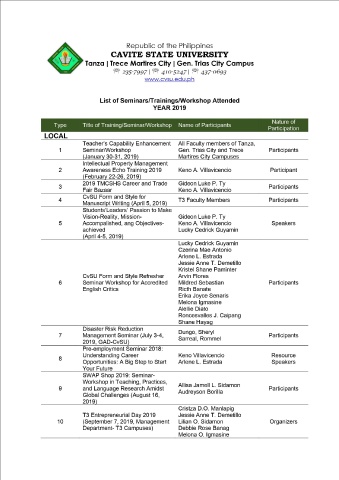 Republic of the Philippines
CAVITE STATE UNIVERSITY
Tanza | Trece Martires City | Gen. Trias City Campus
☏ 235-7997 | ☏ 410-5247 | ☏ 437-0693
www.cvsu.edu.ph
List of Seminars/Trainings/Workshop Attended
YEAR 2019
Type Title of Training/Seminar/Workshop Name of Participants Nature of Participation
LOCAL
1 Teacher's Capability Enhancement Seminar/Workshop (January 30-31, 2019) All Faculty members of Tanza, Gen. Trias City and Trece Martires City Campuses Participants
2 Intellectual Property Management Awareness Echo Training 2019 (February 22-26, 2019) Keno A. Villavicencio Participant
3 2019 TMCSHS Career and Trade Fair Bazaar Gideon Luke P. Ty Keno A. Villavicencio Participants
4 CvSU Form and Style for Manuscript Writing (April 5, 2019) T3 Faculty Members Participants
5 Students/Leaders' Passion to Make Vision-Reality, Mission-Accomplished, ang Objectives-achieved (April 4-5, 2019) Gideon Luke P. Ty Keno A. Villavicencio Lucky Cedrick Guyamin Speakers
6 CvSU Form and Style Refresher Seminar Workshop for Accredited English Critics Lucky Cedrick Guyamin Czerina Mae Antonio Arlene L. Estrada Jessie Anne T. Demetillo Kristel Shane Paminter Arvin Flores Mildred Sebastian Richt Banate Erika Joyce Senaris Melona Igmasine Alellie Diato Roncesvalles J. Caipang Shane Hayag Participants
7 Disaster Risk Reduction Management Seminar (July 3-4, 2019, GAD-CvSU) Dungo, Sheryl Sarreal, Rommel Participants
8 Pre-employment Seminar 2018: Understanding Career Opportunities: A Big Step to Start Your Future Keno Villavicencio Arlene L. Estrada Resource Speakers
9 SWAP Shop 2019: Seminar-Workshop in Teaching, Practices, and Language Research Amidst Global Challenges (August 16, 2019) Ailisa Jamell L. Sidamon Audreyson Borilla Participants
10 T3 Entrepreneurial Day 2019 (September 7, 2019, Management Department- T3 Campuses) Cristza D.O. Manlapig Jessie Anne T. Demetillo Lilian O. Sidamon Debbie Rose Banag Melona O. Igmasine Organizers